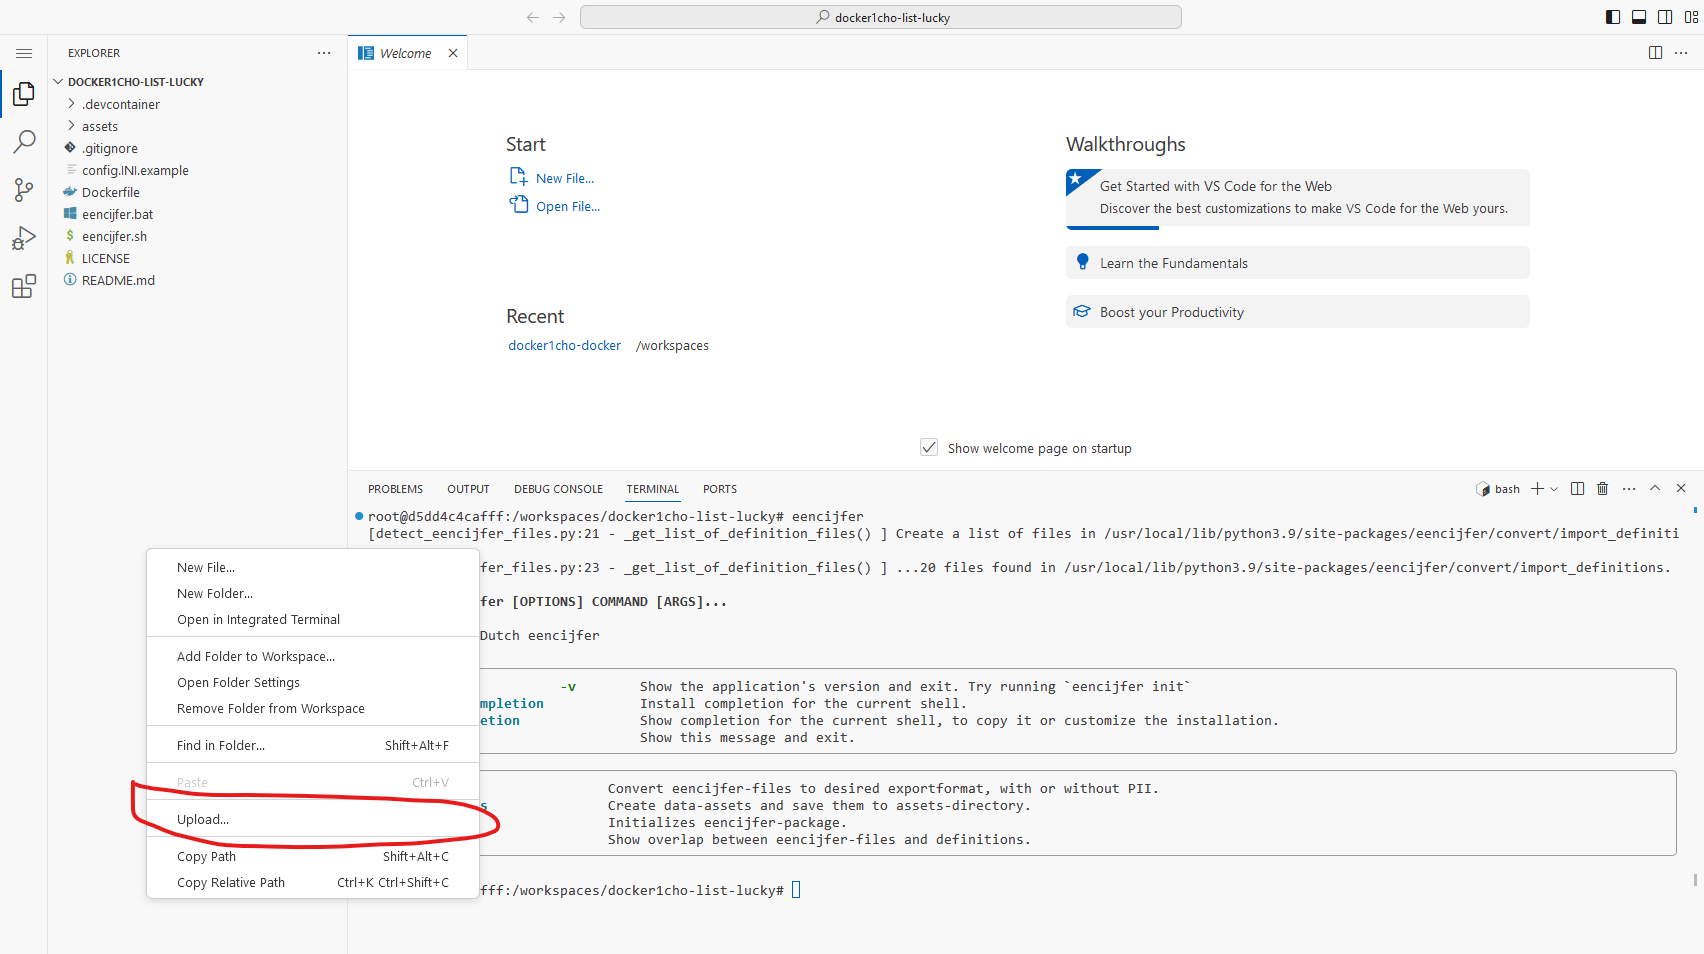 docker1cho-list-lucky
EXPLORER
DOCKER1CHO-LIST-LUCKY
.devcontainer
assets
.gitignore
config.INI.example
Dockerfile
eencijfer.bat
eencijfer.sh
LICENSE
README.md
Welcome
Start
New File...
Open File...
Recent
docker1cho-docker /workspaces
Walkthroughs
Get Started with VS Code for the Web
Discover the best customizations to make VS Code for the Web yours.
Learn the Fundamentals
Boost your Productivity
Show welcome page on startup
PROBLEMS OUTPUT DEBUG CONSOLE TERMINAL PORTS
bash
root@d5dd4c4cafff:/workspaces/docker1cho-list-lucky# eencijfer
[detect_eencijfer_files.py:21 - _get_list_of_definition_files() ] Create a list of files in /usr/local/lib/python3.9/site-packages/eencijfer/convert/import_definiti
fer_files.py:23 - _get_list_of_definition_files() ] ...20 files found in /usr/local/lib/python3.9/site-packages/eencijfer/convert/import_definitions.
fer [OPTIONS] COMMAND [ARGS]...
Dutch eencijfer
-v Show the application's version and exit. Try running `eencijfer init`
mpletion Install completion for the current shell.
etion Show completion for the current shell, to copy it or customize the installation.
Show this message and exit.
Convert eencijfer-files to desired exportformat, with or without PII.
s Create data-assets and save them to assets-directory.
Initializes eencijfer-package.
Show overlap between eencijfer-files and definitions.
fff:/workspaces/docker1cho-list-lucky#
New File...
New Folder...
Open in Integrated Terminal
Add Folder to Workspace...
Open Folder Settings
Remove Folder from Workspace
Find in Folder... Shift+Alt+F
Paste Ctrl+V
Upload...
Copy Path Shift+Alt+C
Copy Relative Path Ctrl+K Ctrl+Shift+C